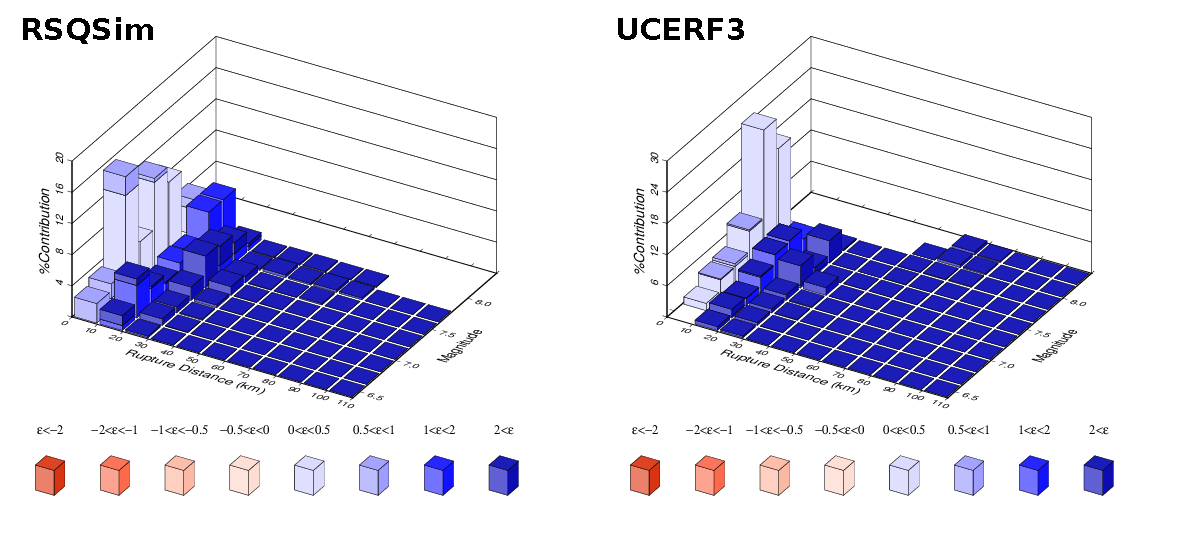 RSQSim
UCERF3
%Contribution
4
8
12
16
20
0
10
20
30
40
50
60
70
80
90
100
110
Rupture Distance (km)
6.5
7.0
7.5
8.0
Magnitude
ε<−2
−2<ε<−1
−1<ε<−0.5
−0.5<ε<0
0<ε<0.5
0.5<ε<1
1<ε<2
2<ε
%Contribution
6
12
18
24
30
0
10
20
30
40
50
60
70
80
90
100
110
Rupture Distance (km)
6.5
7.0
7.5
8.0
Magnitude
ε<−2
−2<ε<−1
−1<ε<−0.5
−0.5<ε<0
0<ε<0.5
0.5<ε<1
1<ε<2
2<ε